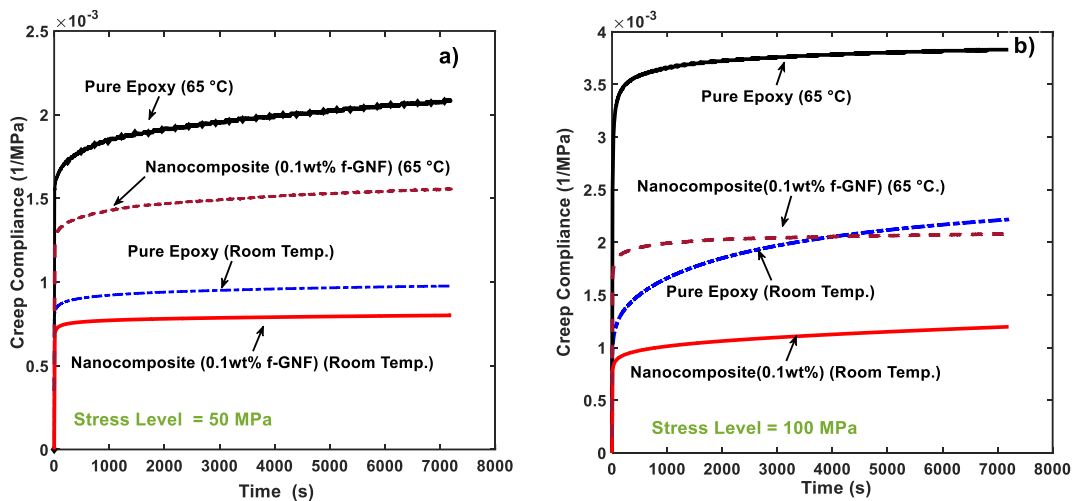 ×10⁻³
a)
2.5
2
1.5
1
0.5
0
Creep Compliance (1/MPa)
Pure Epoxy (65 °C)
Nanocomposite (0.1wt% f-GNF) (65 °C)
Pure Epoxy (Room Temp.)
Nanocomposite (0.1wt% f-GNF) (Room Temp.)
Stress Level = 50 MPa
0 1000 2000 3000 4000 5000 6000 7000 8000
Time (s)
×10⁻³
b)
4
3.5
3
2.5
2
1.5
1
0.5
0
Creep Compliance (1/MPa)
Pure Epoxy (65 °C)
Nanocomposite(0.1wt% f-GNF) (65 °C.)
Pure Epoxy (Room Temp.)
Nanocomposite(0.1wt%) (Room Temp.)
Stress Level = 100 MPa
0 1000 2000 3000 4000 5000 6000 7000 8000
Time (s)